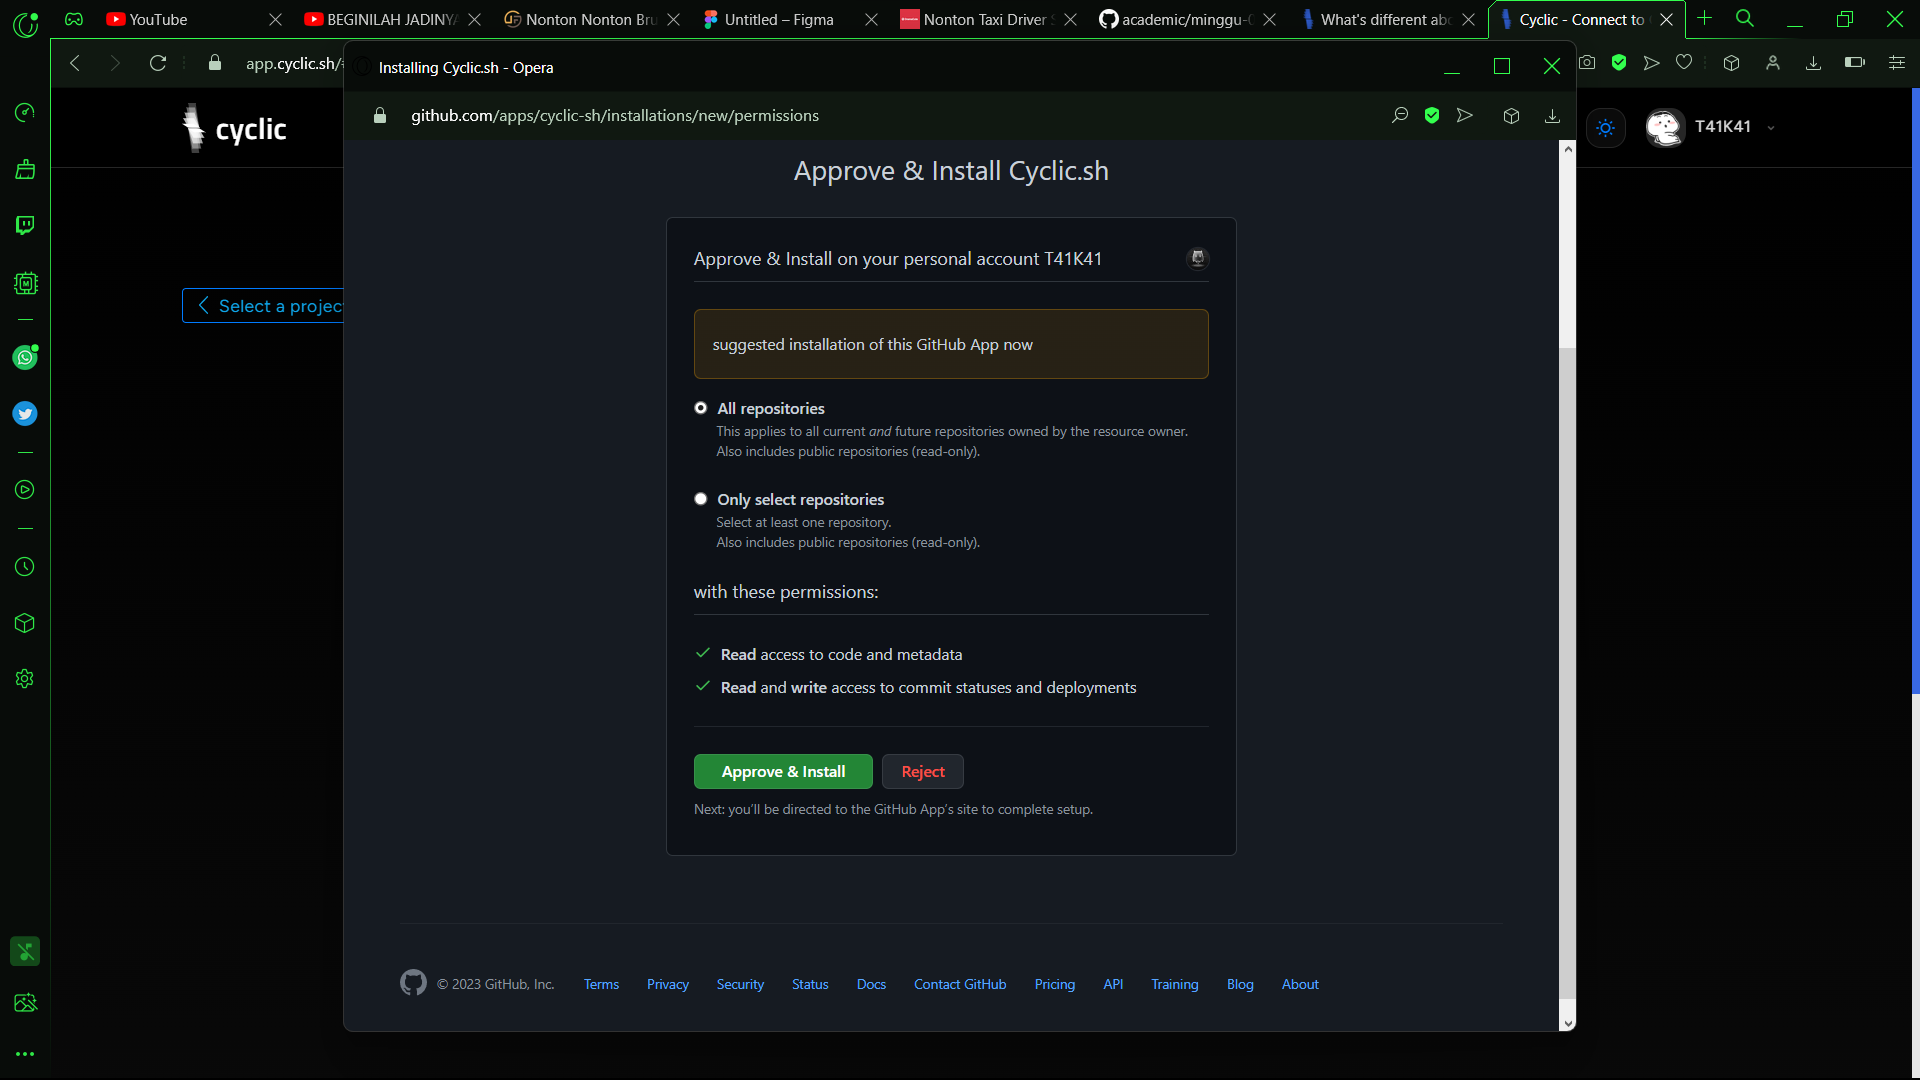 YouTube
BEGINILAH JADINYA
Nonton Nonton Bru
Untitled – Figma
Nonton Taxi Driver S
academic/minggu-0
What's different abo
Cyclic - Connect to
app.cyclic.sh/
Installing Cyclic.sh - Opera
github.com/apps/cyclic-sh/installations/new/permissions
cyclic
T41K41
Select a projec
Approve & Install Cyclic.sh
Approve & Install on your personal account T41K41
suggested installation of this GitHub App now
All repositories
This applies to all current and future repositories owned by the resource owner.
Also includes public repositories (read-only).
Only select repositories
Select at least one repository.
Also includes public repositories (read-only).
with these permissions:
Read access to code and metadata
Read and write access to commit statuses and deployments
Approve & Install
Reject
Next: you'll be directed to the GitHub App's site to complete setup.
© 2023 GitHub, Inc.
Terms
Privacy
Security
Status
Docs
Contact GitHub
Pricing
API
Training
Blog
About